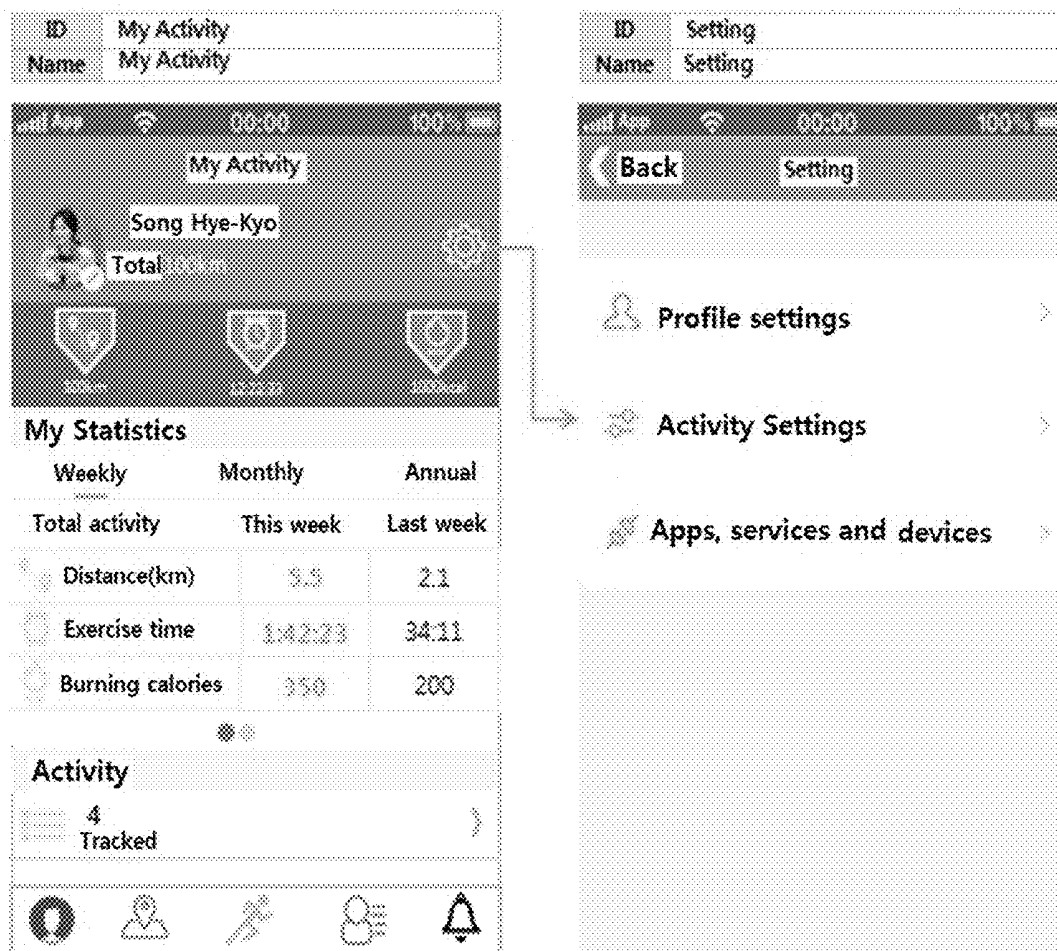 ID My Activity
Name My Activity
App 00:00 100%
My Activity
Song Hye-Kyo
Total
My Statistics
Weekly Monthly Annual
Total activity This week Last week
Distance(km) 5.5 2.1
Exercise time 1:42:23 34:11
Burning calories 350 200
Activity
4
Tracked
ID Setting
Name Setting
App 00:00 100%
Back Setting
Profile settings
Activity Settings
Apps, services and devices